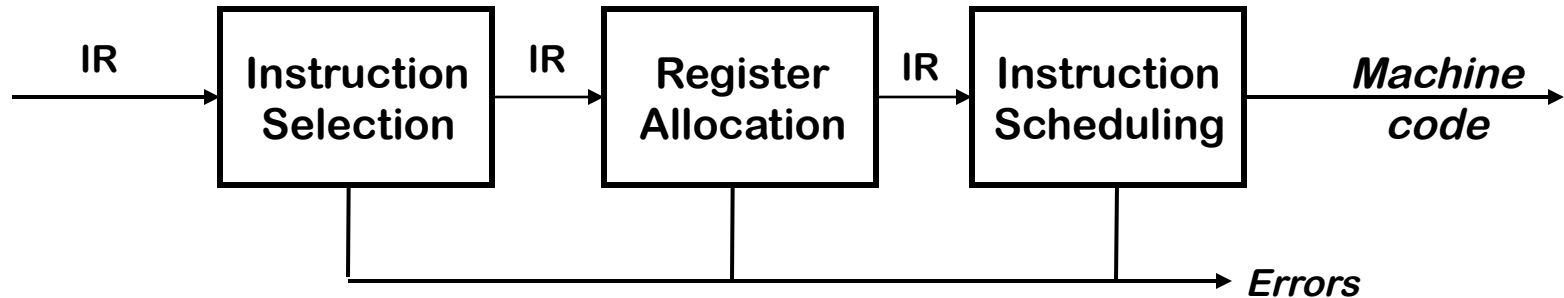 IR
Instruction
Selection
IR
Register
Allocation
IR
Instruction
Scheduling
Machine
code
Errors